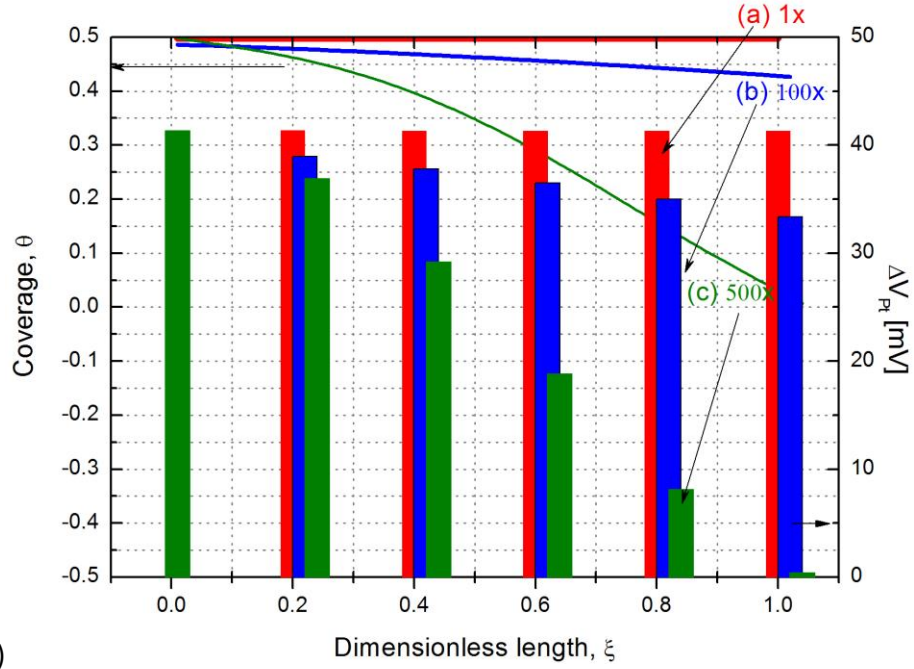 (a) 1x
(b) 100x
(c) 500x
0.5
0.4
0.3
0.2
0.1
0.0
-0.1
-0.2
-0.3
-0.4
-0.5
Coverage, θ
50
40
30
20
10
0
ΔV_Pt [mV]
0.0 0.2 0.4 0.6 0.8 1.0
Dimensionless length, ξ
)